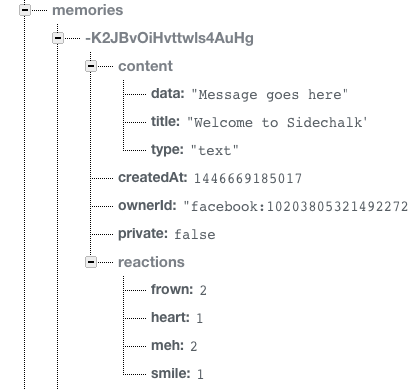 memories
-K2JBvOiHvttwls4AuHg
content
data: "Message goes here"
title: "Welcome to Sidechalk'
type: "text"
createdAt: 1446669185017
ownerId: "facebook:10203805321492272
private: false
reactions
frown: 2
heart: 1
meh: 2
smile: 1